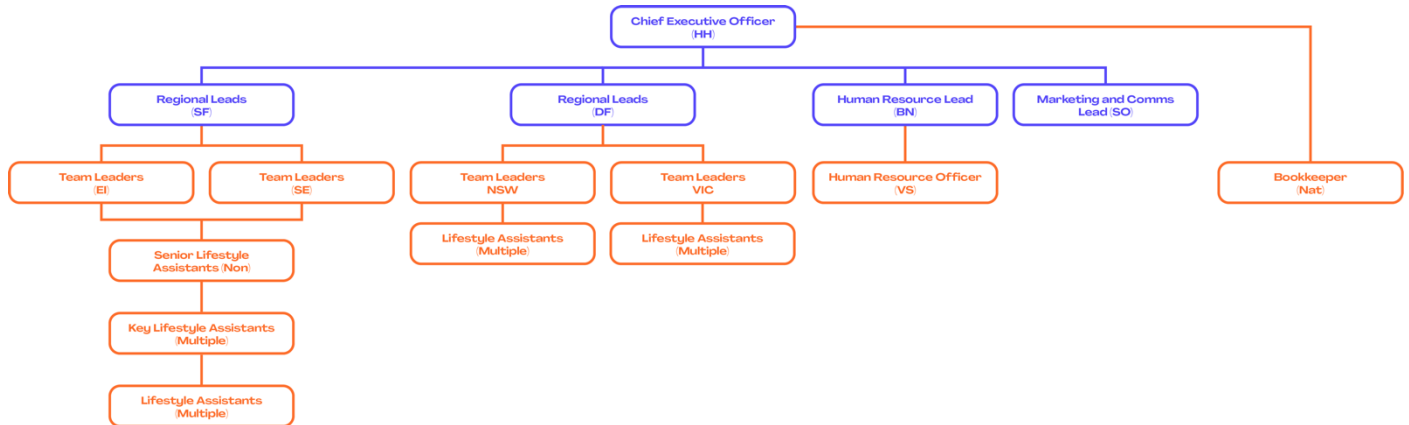 Chief Executive Officer
(HH)
Regional Leads
(SF)
Regional Leads
(DF)
Human Resource Lead
(BN)
Marketing and Comms
Lead (SO)
Team Leaders
(EI)
Team Leaders
(SE)
Team Leaders
NSW
Team Leaders
VIC
Human Resource Officer
(VS)
Bookkeeper
(Nat)
Lifestyle Assistants
(Multiple)
Lifestyle Assistants
(Multiple)
Senior Lifestyle
Assistants (Non)
Key Lifestyle Assistants
(Multiple)
Lifestyle Assistants
(Multiple)